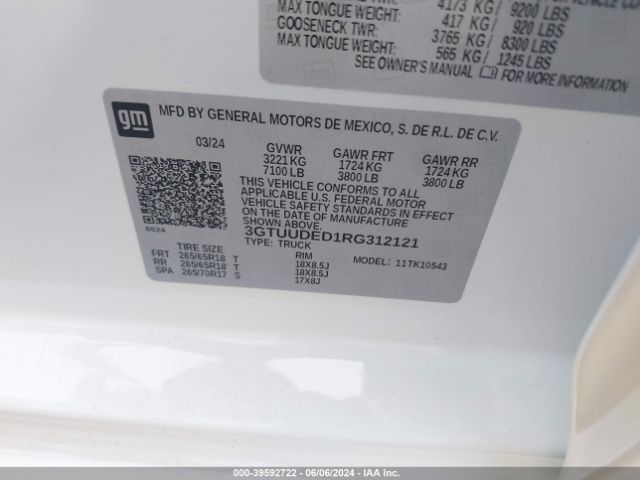 4173 KG/ 9200 LBS
MAX TONGUE WEIGHT: 417 KG/ 920 LBS
GOOSENECK TWR: 3765 KG/ 8300 LBS
MAX TONGUE WEIGHT: 565 KG/ 1245 LBS
SEE OWNER'S MANUAL FOR MORE INFORMATION.
gm
MFD BY GENERAL MOTORS DE MEXICO, S. DE R.L. DE C.V.
03/24 GVWR GAWR FRT GAWR RR
3221 KG 1724 KG 1724 KG
7100 LB 3800 LB 3800 LB
THIS VEHICLE CONFORMS TO ALL
APPLICABLE U.S. FEDERAL MOTOR
VEHICLE SAFETY STANDARDS IN EFFECT
ON THE DATE OF MANUFACTURE
SHOWN ABOVE.
3GTUUDED1RG312121
6624
TYPE: TRUCK
TIRE SIZE RIM MODEL: 11TK10543
FRT 265/65R18 T 18X8.5J
RR 265/65R18 T 18X8.5J
SPA 265/70R17 S 17X8J
000-39592722 - 06/06/2024 - IAA Inc.